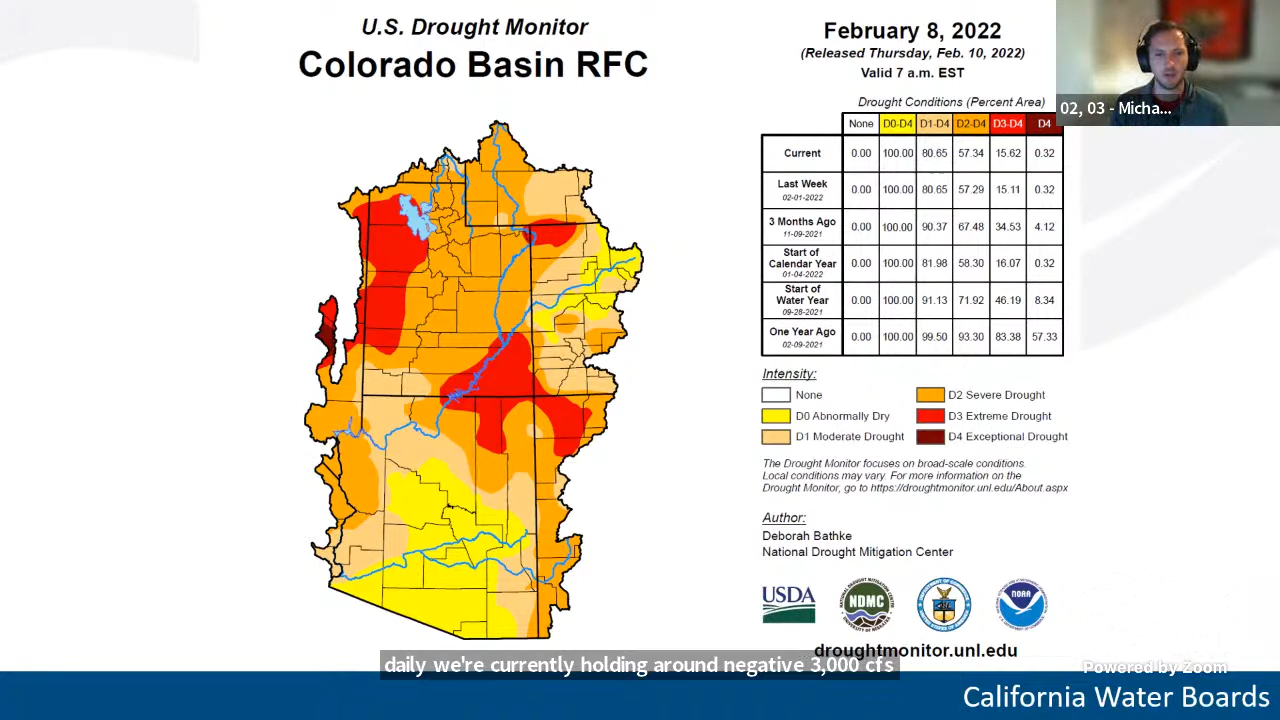 U.S. Drought Monitor
Colorado Basin RFC
February 8, 2022
(Released Thursday, Feb. 10, 2022)
Valid 7 a.m. EST
02, 03 - Micha...
Drought Conditions (Percent Area)
None D0-D4 D1-D4 D2-D4 D3-D4 D4
Current 0.00 100.00 80.65 57.34 15.62 0.32
Last Week
02-01-2022
0.00 100.00 80.65 57.29 15.11 0.32
3 Months Ago
11-09-2021
0.00 100.00 90.37 67.48 34.53 4.12
Start of
Calendar Year
01-04-2022
0.00 100.00 81.98 58.30 16.07 0.32
Start of
Water Year
09-28-2021
0.00 100.00 91.13 71.92 46.19 8.34
One Year Ago
02-09-2021
0.00 100.00 99.50 93.30 83.38 57.33
Intensity:
None
D0 Abnormally Dry
D1 Moderate Drought
D2 Severe Drought
D3 Extreme Drought
D4 Exceptional Drought
The Drought Monitor focuses on broad-scale conditions.
Local conditions may vary. For more information on the
Drought Monitor, go to https://droughtmonitor.unl.edu/About.aspx
Author:
Deborah Bathke
National Drought Mitigation Center
USDA
NDMC
NOAA
droughtmonitor.unl.edu
daily we're currently holding around negative 3,000 cfs
Powered by Zoom
California Water Boards